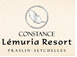 CONSTANCE
Lémuria Resort
PRASLIN SEYCHELLES